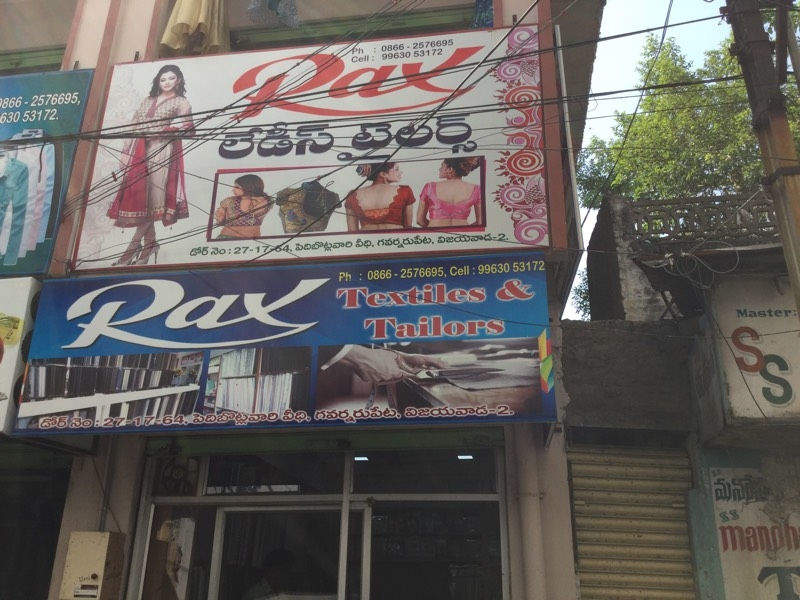 Ph : 0866 - 2576695
Cell : 99630 53172
Rax
లేడీస్ టైలర్స్
డోర్ నెం : 27-17-64, పెదిబొట్లవారి వీధి, గవర్నరుపేట, విజయవాడ-2.
0866 - 2576695,
630 53172.
Ph : 0866 - 2576695, Cell : 99630 53172
Rax Textiles &
Tailors
డోర్ నెం: 27-17-64, పెదిబొట్లవారి వీధి, గవర్నరుపేట, విజయవాడ-2.
Master:
SS